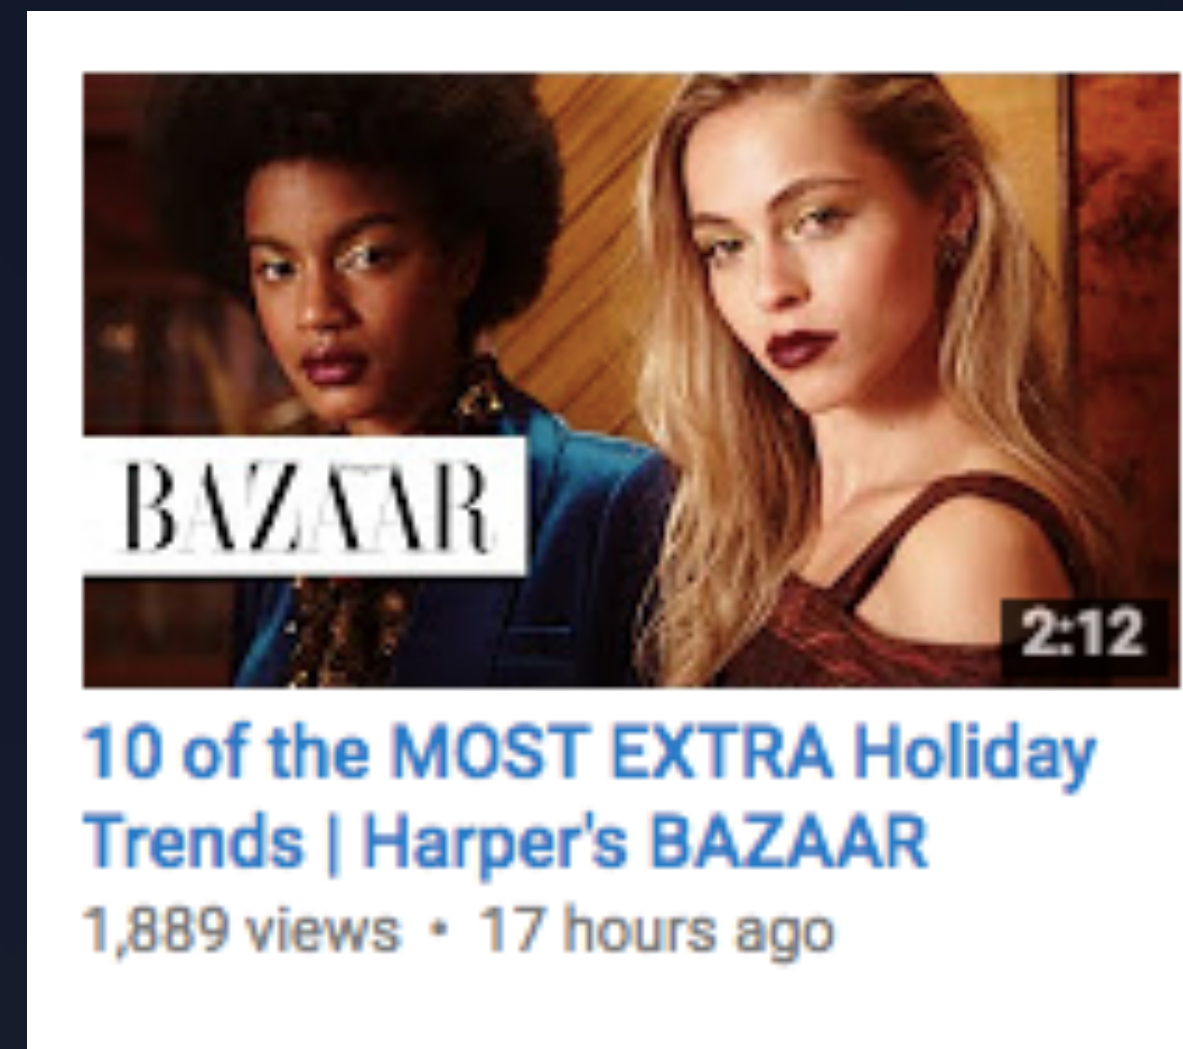 BAZAAR
2:12
10 of the MOST EXTRA Holiday
Trends | Harper's BAZAAR
1,889 views • 17 hours ago